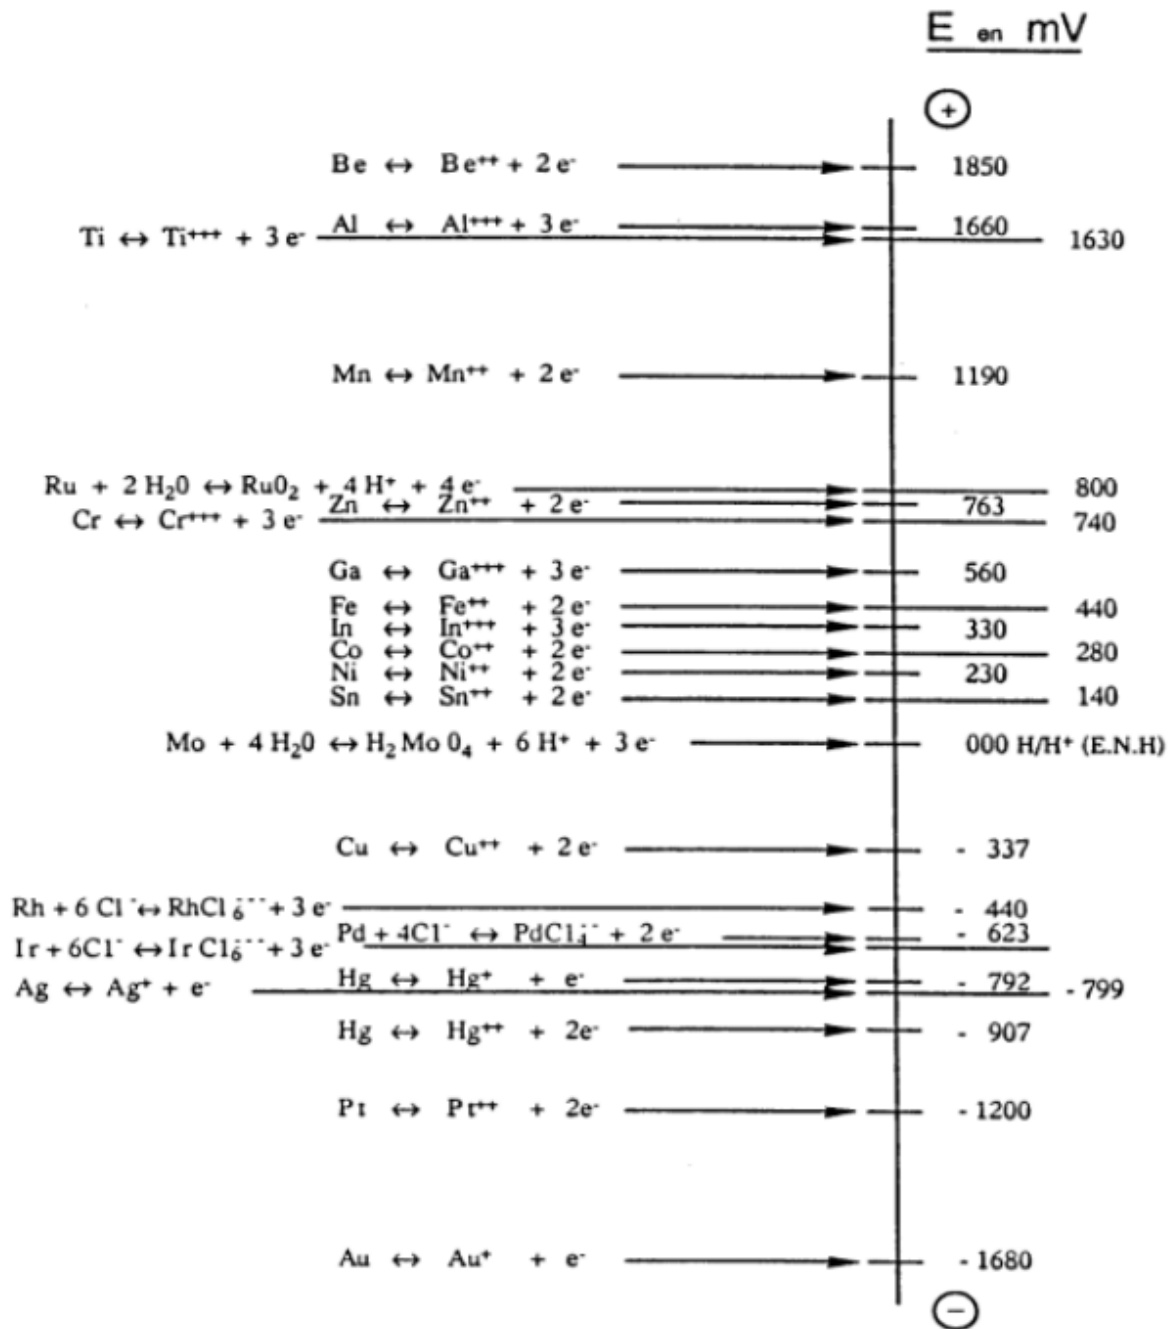 E en mV
+
Be ↔ Be⁺⁺ + 2 e⁻ 1850
Al ↔ Al⁺⁺⁺ + 3 e⁻ 1660
Ti ↔ Ti⁺⁺⁺ + 3 e⁻ 1630
Mn ↔ Mn⁺⁺ + 2 e⁻ 1190
Ru + 2 H₂0 ↔ Ru0₂ + 4 H⁺ + 4 e⁻ 800
Zn ↔ Zn⁺⁺ + 2 e⁻ 763
Cr ↔ Cr⁺⁺⁺ + 3 e⁻ 740
Ga ↔ Ga⁺⁺⁺ + 3 e⁻ 560
Fe ↔ Fe⁺⁺ + 2 e⁻ 440
In ↔ In⁺⁺⁺ + 3 e⁻ 330
Co ↔ Co⁺⁺ + 2 e⁻ 280
Ni ↔ Ni⁺⁺ + 2 e⁻ 230
Sn ↔ Sn⁺⁺ + 2 e⁻ 140
Mo + 4 H₂0 ↔ H₂ Mo 0₄ + 6 H⁺ + 3 e⁻ 000 H/H⁺ (E.N.H)
Cu ↔ Cu⁺⁺ + 2 e⁻ - 337
Rh + 6 Cl⁻ ↔ RhCl₆⁻⁻⁻ + 3 e⁻ - 440
Pd + 4Cl⁻ ↔ PdCl₄⁻⁻ + 2 e⁻ - 623
Ir + 6Cl⁻ ↔ Ir Cl₆⁻⁻⁻ + 3 e⁻
Hg ↔ Hg⁺ + e⁻ - 792
Ag ↔ Ag⁺ + e⁻ - 799
Hg ↔ Hg⁺⁺ + 2e⁻ - 907
Pt ↔ Pt⁺⁺ + 2e⁻ - 1200
Au ↔ Au⁺ + e⁻ - 1680
−